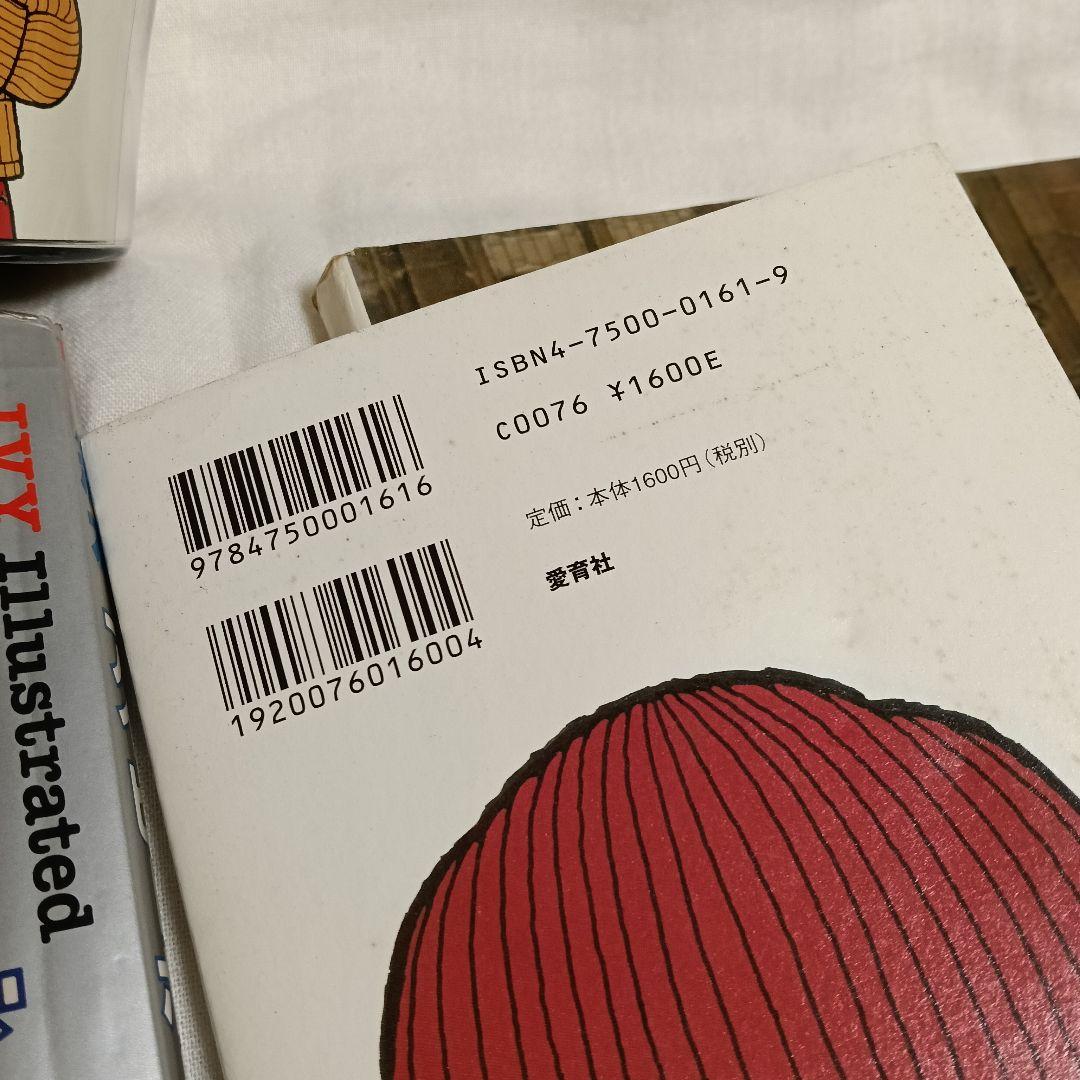 ISBN4-7500-0161-9
C0076 ¥1600E
定価：本体1600円（税別）
愛育社
9784750001616
1920076016004
IVY Illustrated